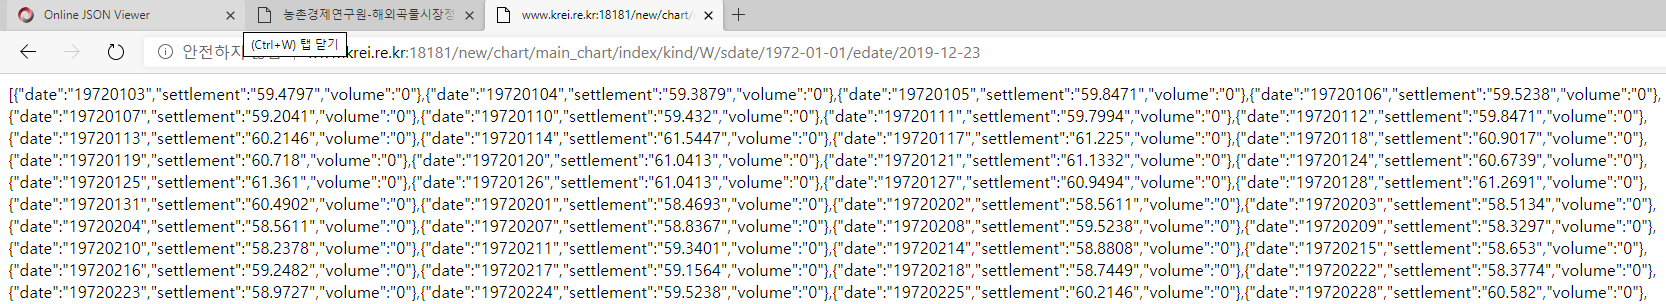 Online JSON Viewer
농촌경제연구원-해외곡물시장정
www.krei.re.kr:18181/new/chart/
(Ctrl+W) 탭 닫기
안전하지 .krei.re.kr:18181/new/chart/main_chart/index/kind/W/sdate/1972-01-01/edate/2019-12-23
[{"date":"19720103","settlement":"59.4797","volume":"0"},{"date":"19720104","settlement":"59.3879","volume":"0"},{"date":"19720105","settlement":"59.8471","volume":"0"},{"date":"19720106","settlement":"59.5238","volume":"0"},
{"date":"19720107","settlement":"59.2041","volume":"0"},{"date":"19720110","settlement":"59.432","volume":"0"},{"date":"19720111","settlement":"59.7994","volume":"0"},{"date":"19720112","settlement":"59.8471","volume":"0"},
{"date":"19720113","settlement":"60.2146","volume":"0"},{"date":"19720114","settlement":"61.5447","volume":"0"},{"date":"19720117","settlement":"61.225","volume":"0"},{"date":"19720118","settlement":"60.9017","volume":"0"},
{"date":"19720119","settlement":"60.718","volume":"0"},{"date":"19720120","settlement":"61.0413","volume":"0"},{"date":"19720121","settlement":"61.1332","volume":"0"},{"date":"19720124","settlement":"60.6739","volume":"0"},
{"date":"19720125","settlement":"61.361","volume":"0"},{"date":"19720126","settlement":"61.0413","volume":"0"},{"date":"19720127","settlement":"60.9494","volume":"0"},{"date":"19720128","settlement":"61.2691","volume":"0"},
{"date":"19720131","settlement":"60.4902","volume":"0"},{"date":"19720201","settlement":"58.4693","volume":"0"},{"date":"19720202","settlement":"58.5611","volume":"0"},{"date":"19720203","settlement":"58.5134","volume":"0"},
{"date":"19720204","settlement":"58.5611","volume":"0"},{"date":"19720207","settlement":"58.8367","volume":"0"},{"date":"19720208","settlement":"59.5238","volume":"0"},{"date":"19720209","settlement":"58.3297","volume":"0"},
{"date":"19720210","settlement":"58.2378","volume":"0"},{"date":"19720211","settlement":"59.3401","volume":"0"},{"date":"19720214","settlement":"58.8808","volume":"0"},{"date":"19720215","settlement":"58.653","volume":"0"},
{"date":"19720216","settlement":"59.2482","volume":"0"},{"date":"19720217","settlement":"59.1564","volume":"0"},{"date":"19720218","settlement":"58.7449","volume":"0"},{"date":"19720222","settlement":"58.3774","volume":"0"},
{"date":"19720223","settlement":"58.9727","volume":"0"},{"date":"19720224","settlement":"59.5238","volume":"0"},{"date":"19720225","settlement":"60.2146","volume":"0"},{"date":"19720228","settlement":"60.582","volume":"0"},